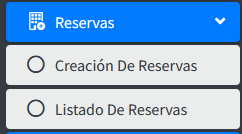 Reservas
Creación De Reservas
Listado De Reservas